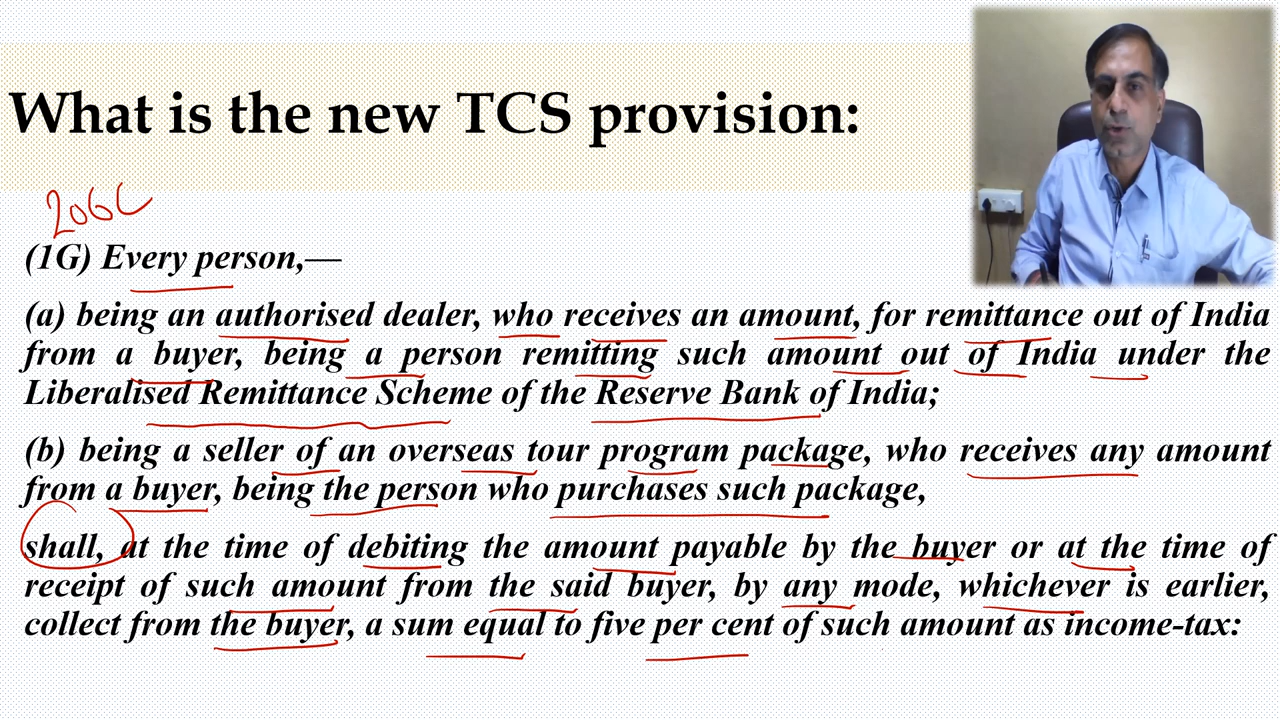 What is the new TCS provision:
206C
(1G) Every person,—
(a) being an authorised dealer, who receives an amount, for remittance out of India
from a buyer, being a person remitting such amount out of India under the
Liberalised Remittance Scheme of the Reserve Bank of India;
(b) being a seller of an overseas tour program package, who receives any amount
from a buyer, being the person who purchases such package,
shall, at the time of debiting the amount payable by the buyer or at the time of
receipt of such amount from the said buyer, by any mode, whichever is earlier,
collect from the buyer, a sum equal to five per cent of such amount as income-tax: